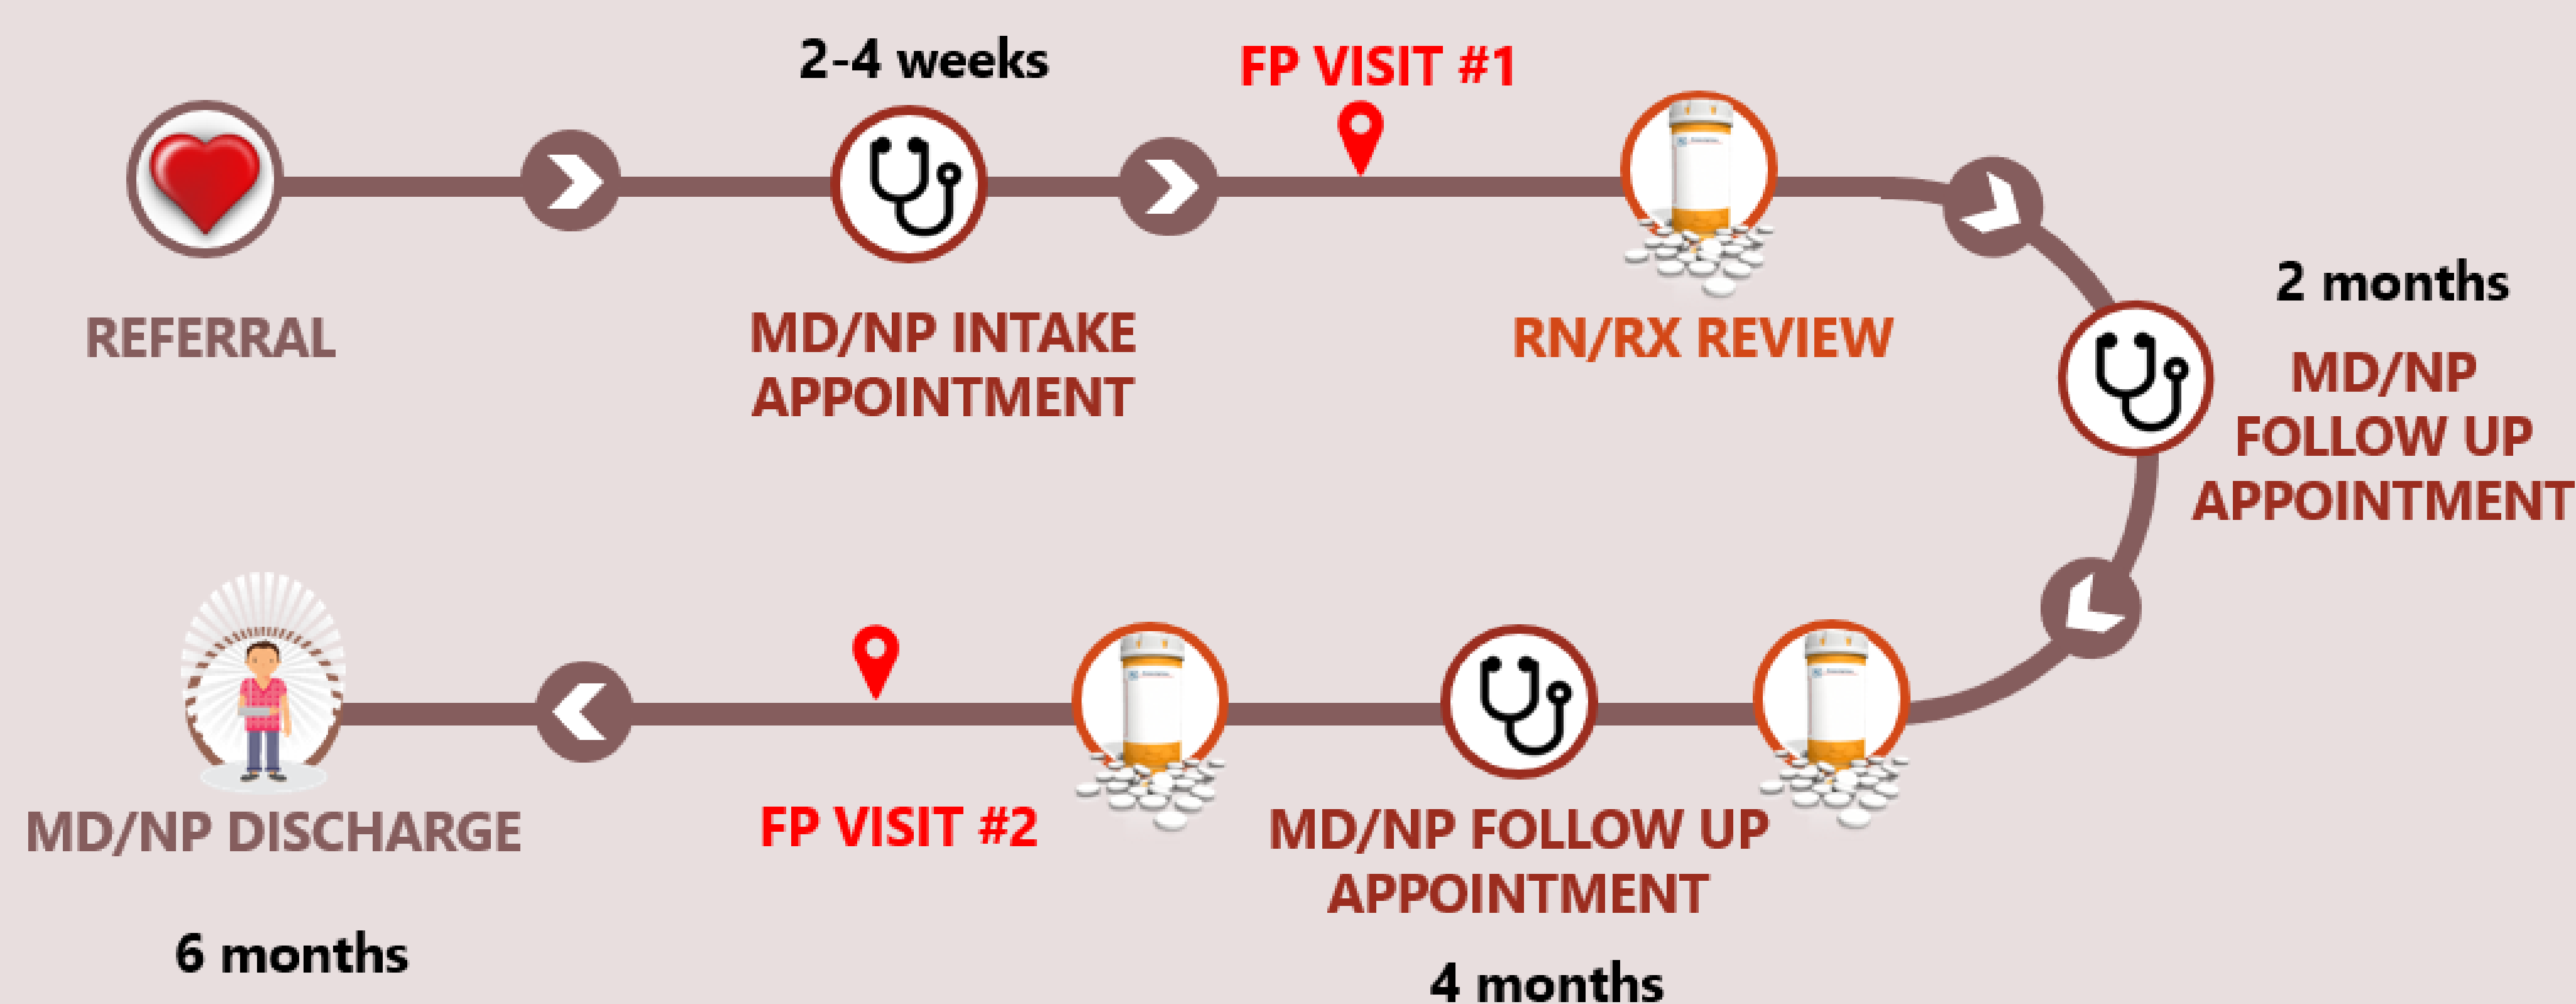 2-4 weeks
FP VISIT #1
REFERRAL
MD/NP INTAKE
APPOINTMENT
RN/RX REVIEW
2 months
MD/NP
FOLLOW UP
APPOINTMENT
MD/NP FOLLOW UP
APPOINTMENT
4 months
FP VISIT #2
MD/NP DISCHARGE
6 months